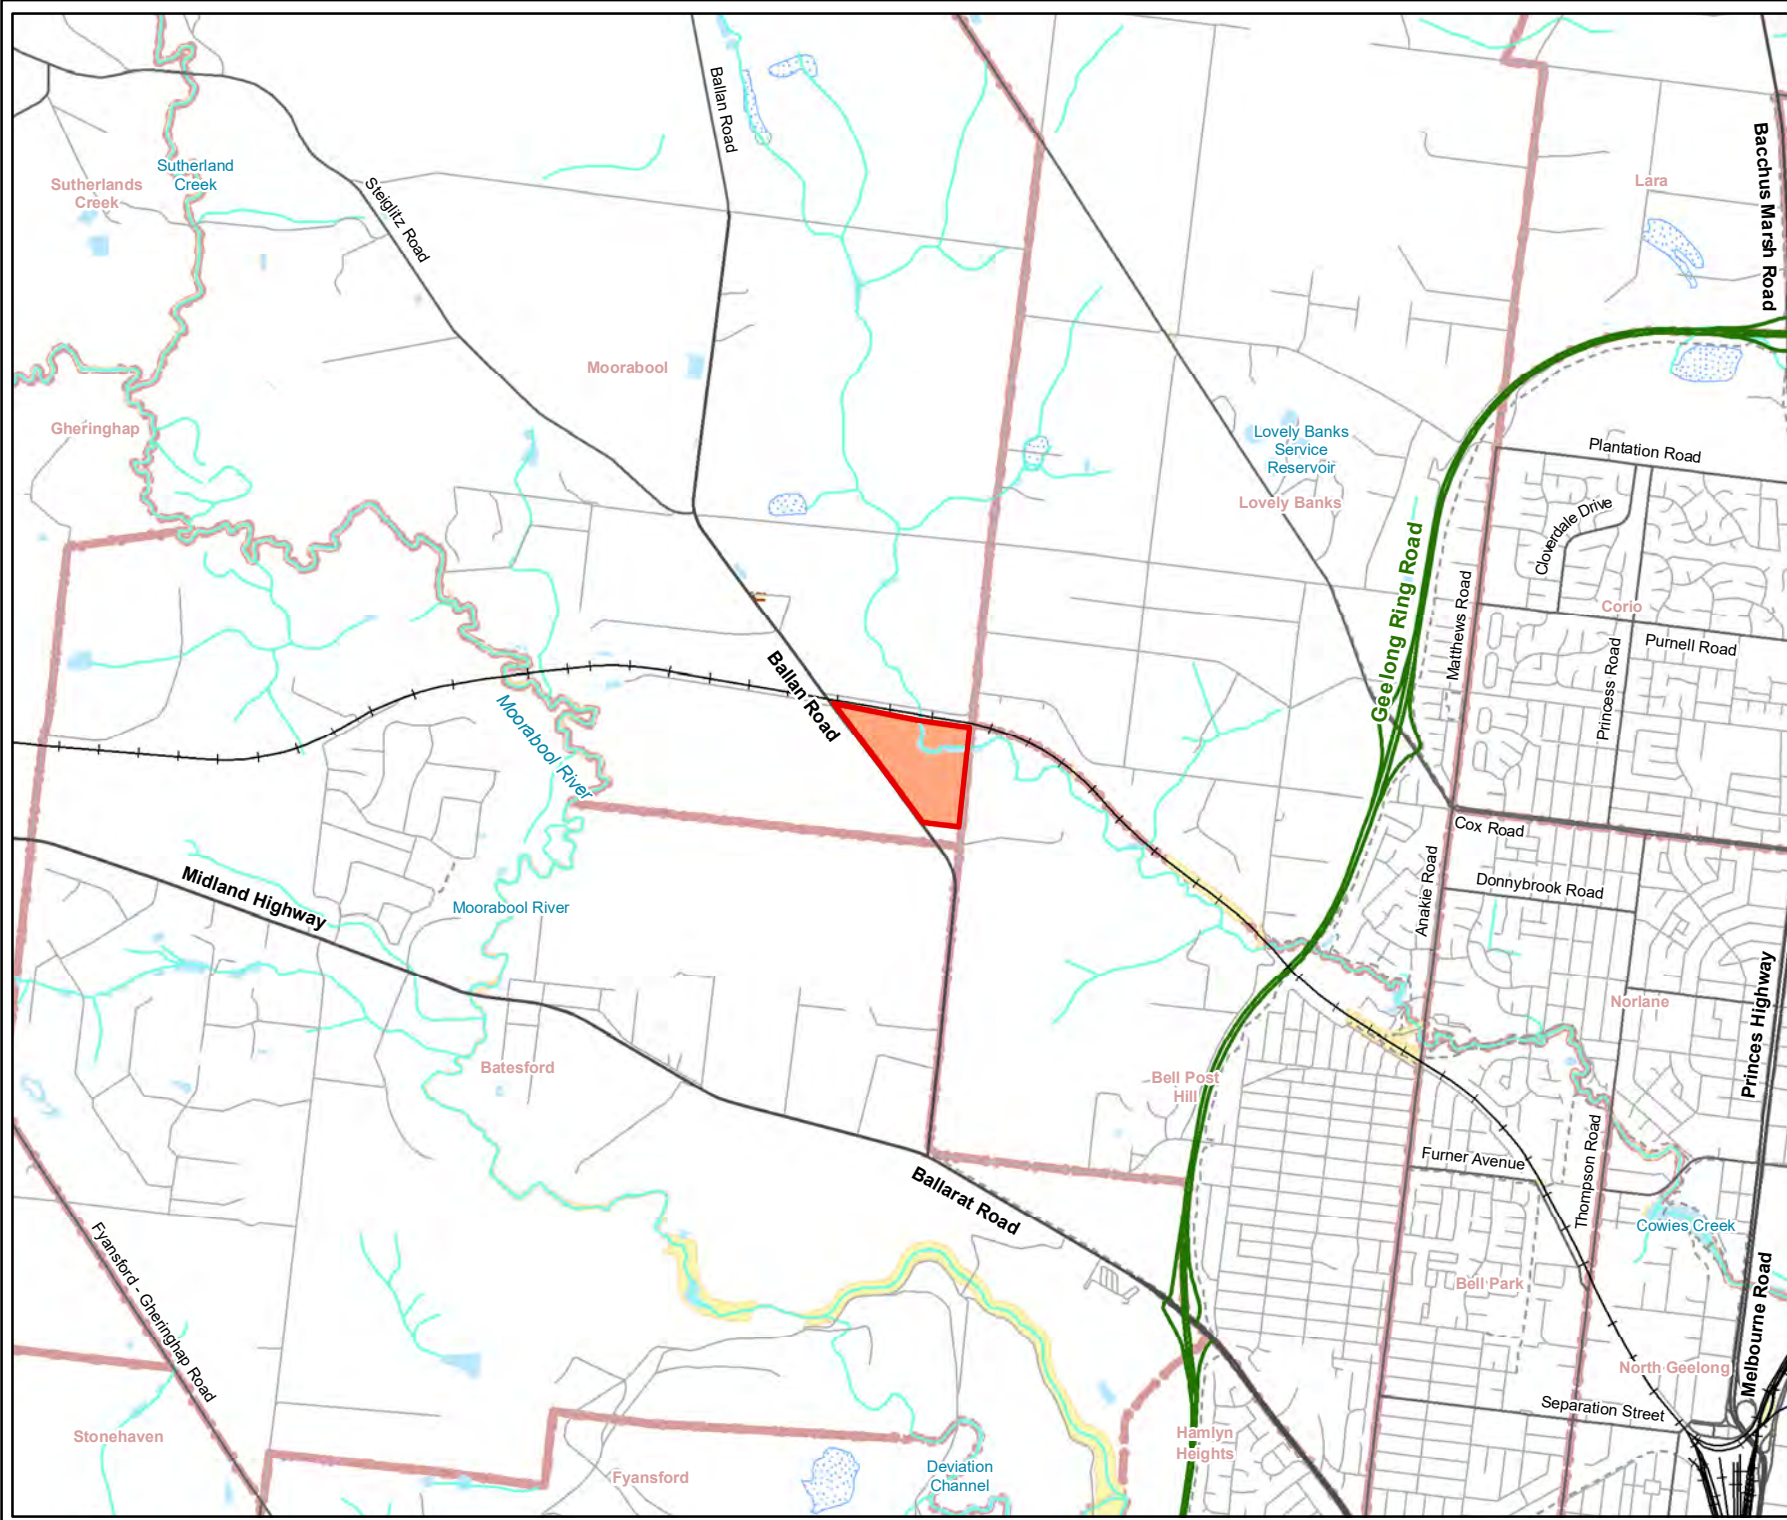 Ballan Road
Bacchus Marsh Road
Sutherland
Creek
Sutherlands
Creek
Lara
Steiglitz Road
Moorabool
Gheringhap
Lovely Banks
Service
Reservoir
Lovely Banks
Plantation Road
Cloverdale Drive
Geelong Ring Road
Matthews Road
Corio
Purnell Road
Princess Road
Ballan Road
Moorabool River
Cox Road
Midland Highway
Anakie Road
Donnybrook Road
Moorabool River
Princes Highway
Norlane
Batesford
Bell Post
Hill
Furner Avenue
Thompson Road
Ballarat Road
Cowies Creek
Fyansford - Gheringhap Road
Bell Park
Melbourne Road
North Geelong
Separation Street
Stonehaven
Hamlyn
Heights
Fyansford
Deviation
Channel